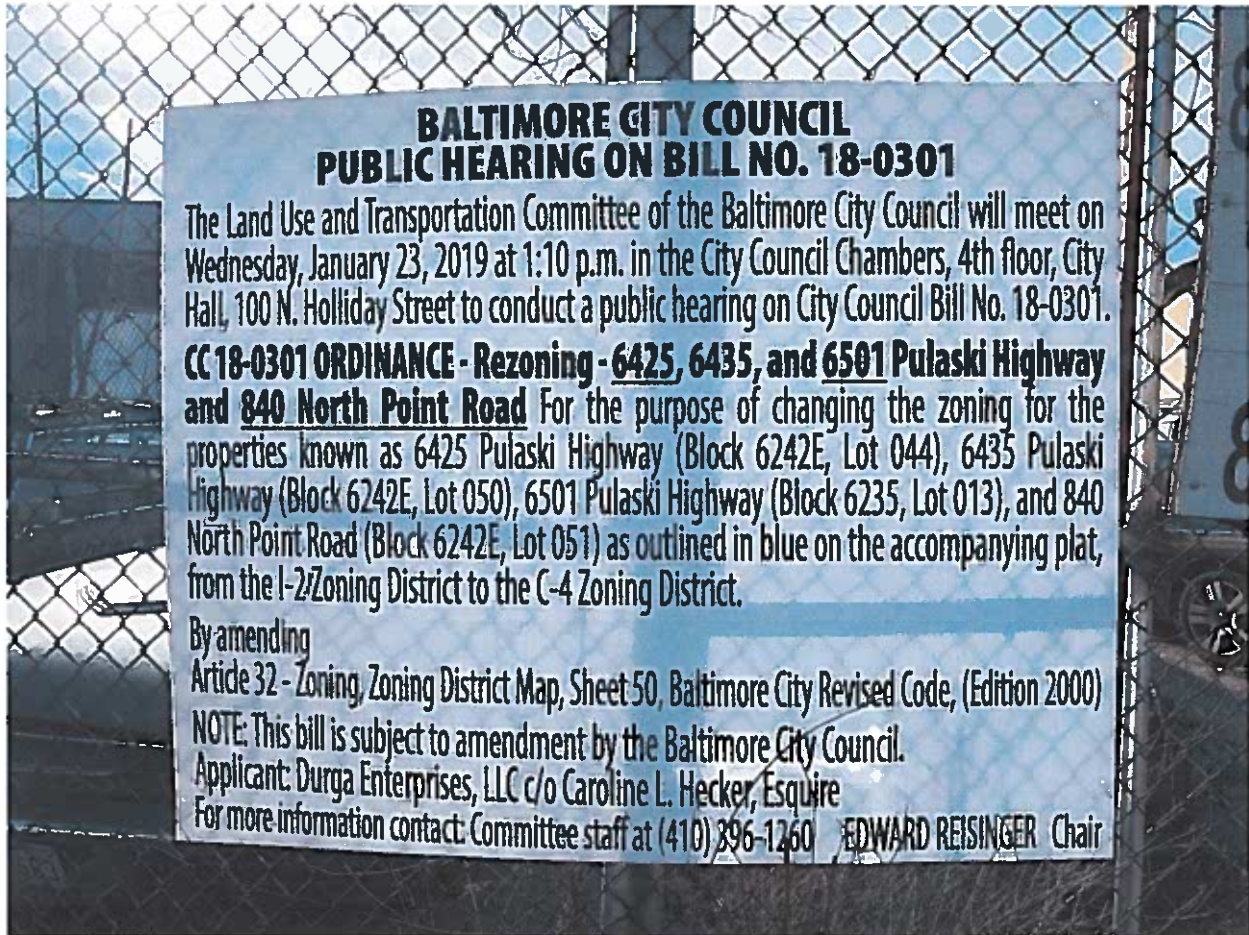 BALTIMORE CITY COUNCIL
PUBLIC HEARING ON BILL NO. 18-0301
The Land Use and Transportation Committee of the Baltimore City Council will meet on
Wednesday, January 23, 2019 at 1:10 p.m. in the City Council Chambers, 4th floor, City
Hall, 100 N. Holliday Street to conduct a public hearing on City Council Bill No. 18-0301.
CC 18-0301 ORDINANCE - Rezoning - 6425, 6435, and 6501 Pulaski Highway
and 840 North Point Road For the purpose of changing the zoning for the
properties known as 6425 Pulaski Highway (Block 6242E, Lot 044), 6435 Pulaski
Highway (Block 6242E, Lot 050), 6501 Pulaski Highway (Block 6235, Lot 013), and 840
North Point Road (Block 6242E, Lot 051) as outlined in blue on the accompanying plat,
from the I-2 Zoning District to the C-4 Zoning District.
By amending
Article 32 - Zoning, Zoning District Map, Sheet 50, Baltimore City Revised Code, (Edition 2000)
NOTE: This bill is subject to amendment by the Baltimore City Council.
Applicant: Durga Enterprises, LLC c/o Caroline L. Hecker, Esquire
For more information contact: Committee staff at (410) 396-1260 EDWARD REISINGER Chair